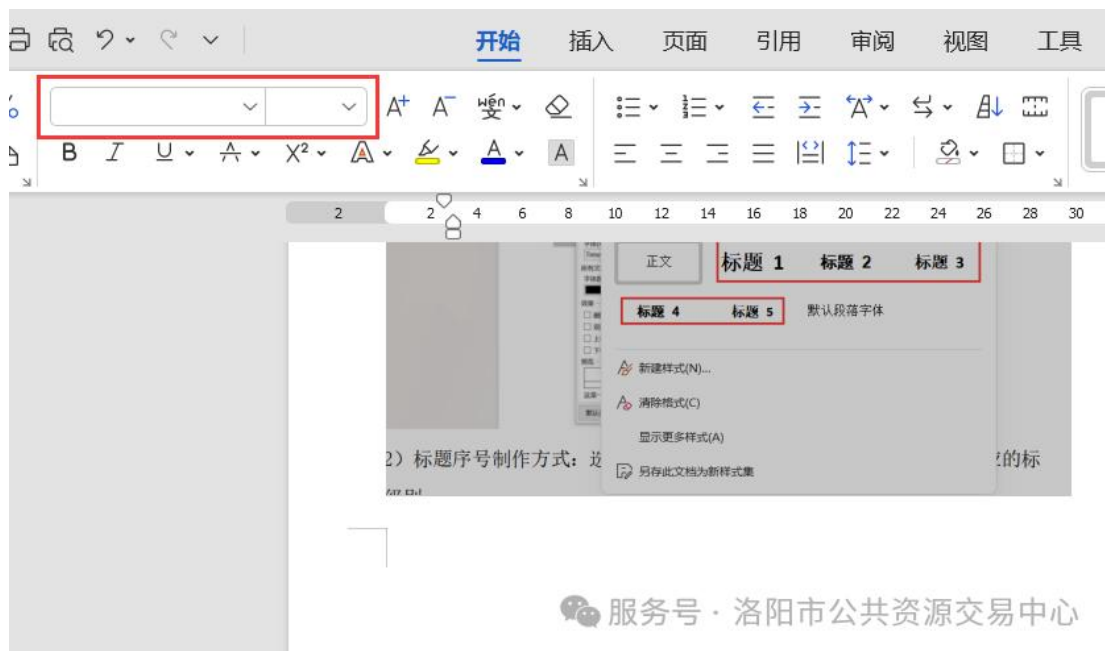 开始 插入 页面 引用 审阅 视图 工具
A+ A- wén 变
B I U A X² A A A
2 2 4 6 8 10 12 14 16 18 20 22 24 26 28 30
正文 标题 1 标题 2 标题 3
标题 4 标题 5 默认段落字体
新建样式(N)...
清除格式(C)
显示更多样式(A)
2）标题序号制作方式：
的标
另存此文档为新样式集
服务号 · 洛阳市公共资源交易中心